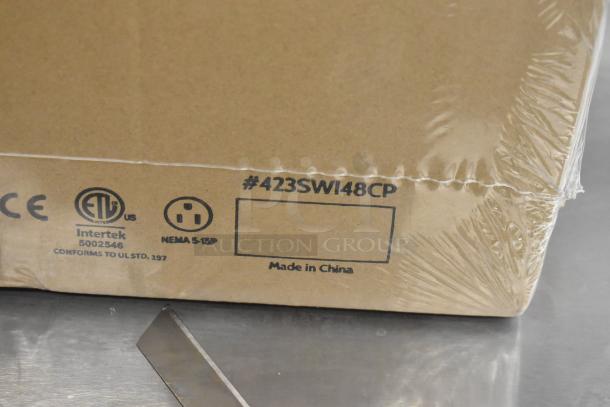 #423SWI48CP
CE
ETL US
Intertek
5002546
CONFORMS TO UL STD. 197
NEMA 5-15P
PCI
AUCTION GROUP
Made in China